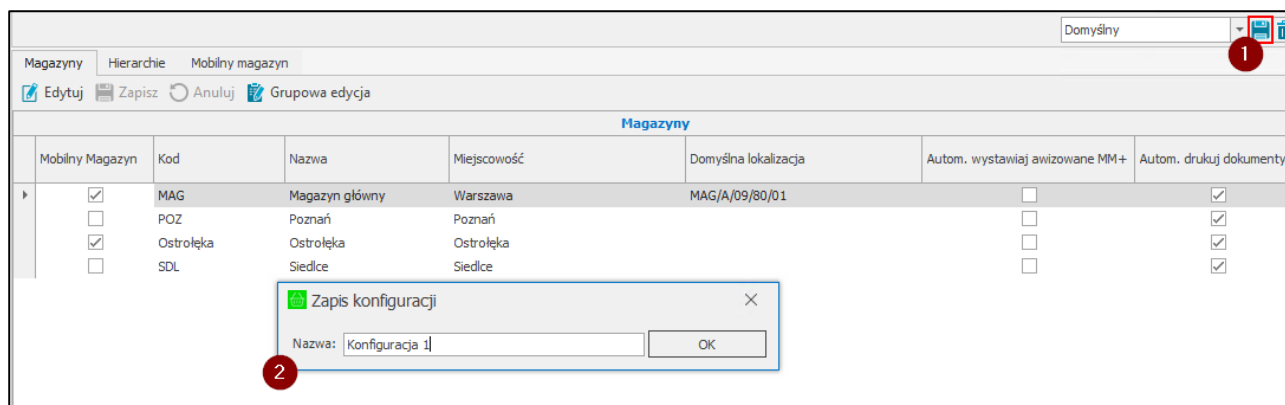 Domyślny
1
Magazyny Hierarchie Mobilny magazyn
Edytuj Zapisz Anuluj Grupowa edycja
Magazyny
Mobilny Magazyn Kod Nazwa Miejscowość Domyślna lokalizacja Autom. wystawiaj awizowane MM+ Autom. drukuj dokumenty
MAG Magazyn główny Warszawa MAG/A/09/80/01
POZ Poznań Poznań
Ostrołęka Ostrołęka Ostrołęka
SDL Siedlce Siedlce
Zapis konfiguracji
Nazwa: Konfiguracja 1 OK
2